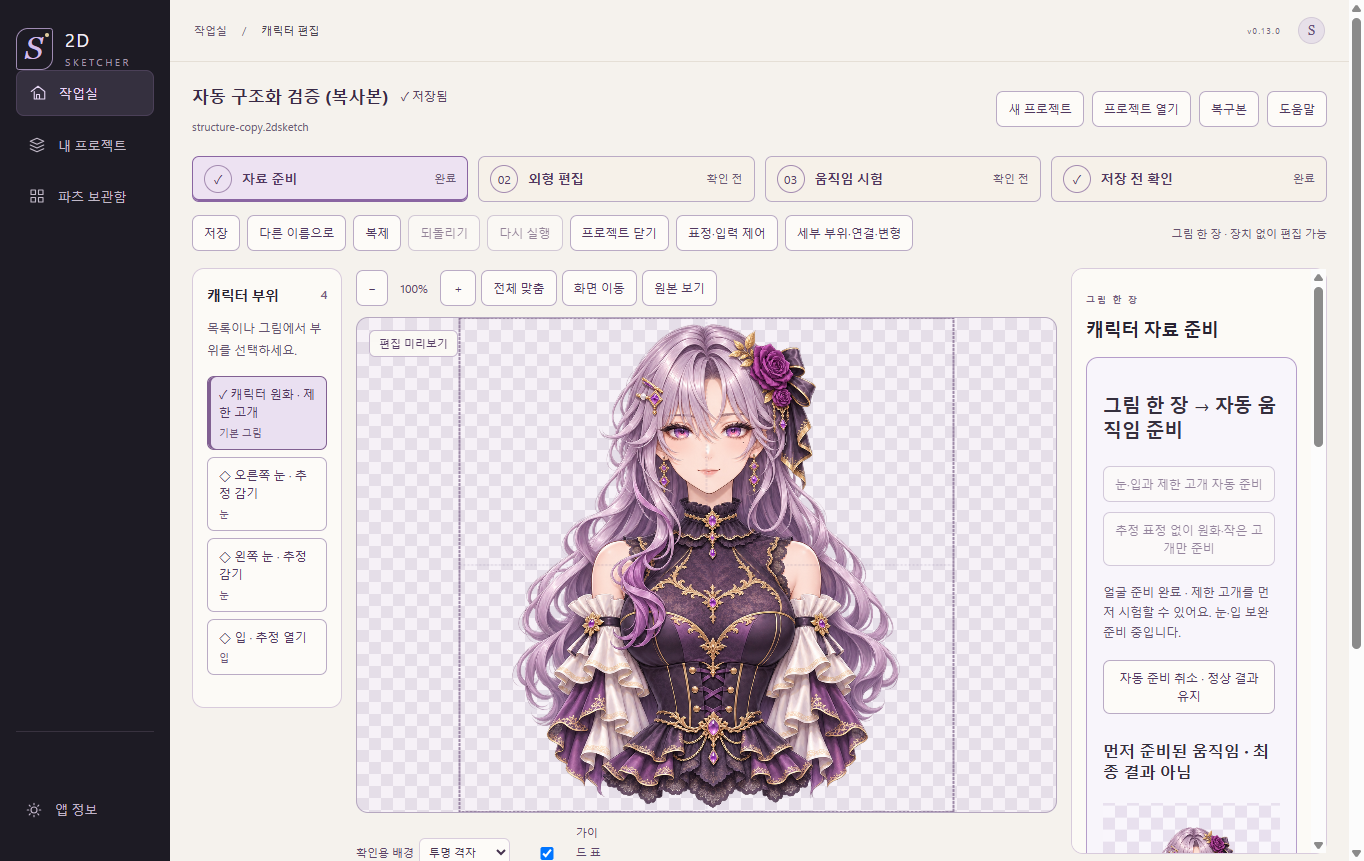 S
2D
SKETCHER
작업실
내 프로젝트
파츠 보관함
앱 정보
작업실 / 캐릭터 편집
v0.13.0
S
자동 구조화 검증 (복사본) ✓ 저장됨
structure-copy.2dsketch
새 프로젝트
프로젝트 열기
복구본
도움말
✓ 자료 준비 완료
02 외형 편집 확인 전
03 움직임 시험 확인 전
✓ 저장 전 확인 완료
저장
다른 이름으로
복제
되돌리기
다시 실행
프로젝트 닫기
표정·입력 제어
세부 부위·연결·변형
그림 한 장 · 장치 없이 편집 가능
캐릭터 부위 4
목록이나 그림에서 부
위를 선택하세요.
✓ 캐릭터 원화 · 제
한 고개
기본 그림
◇ 오른쪽 눈 · 추
정 감기
눈
◇ 왼쪽 눈 · 추정
감기
눈
◇ 입 · 추정 열기
입
− 100% +
전체 맞춤
화면 이동
원본 보기
편집 미리보기
확인용 배경
투명 격자
가이
드 표
그림 한 장
캐릭터 자료 준비
그림 한 장 → 자동 움
직임 준비
눈·입과 제한 고개 자동 준비
추정 표정 없이 원화·작은 고
개만 준비
얼굴 준비 완료 · 제한 고개를 먼
저 시험할 수 있어요. 눈·입 보완
준비 중입니다.
자동 준비 취소 · 정상 결과
유지
먼저 준비된 움직임 · 최
종 결과 아님